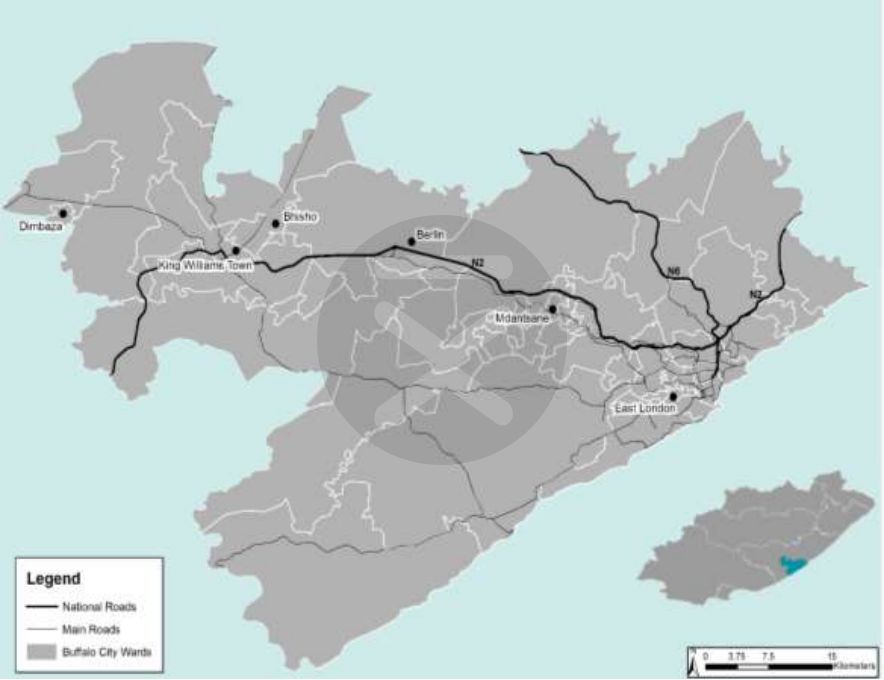 Dimbaza
Bhisho
King Williams Town
Berlin
N2
N6
N2
Mdantsane
East London
Legend
National Roads
Main Roads
Buffalo City Wards
N
0 3.75 7.5 15
Kilometers